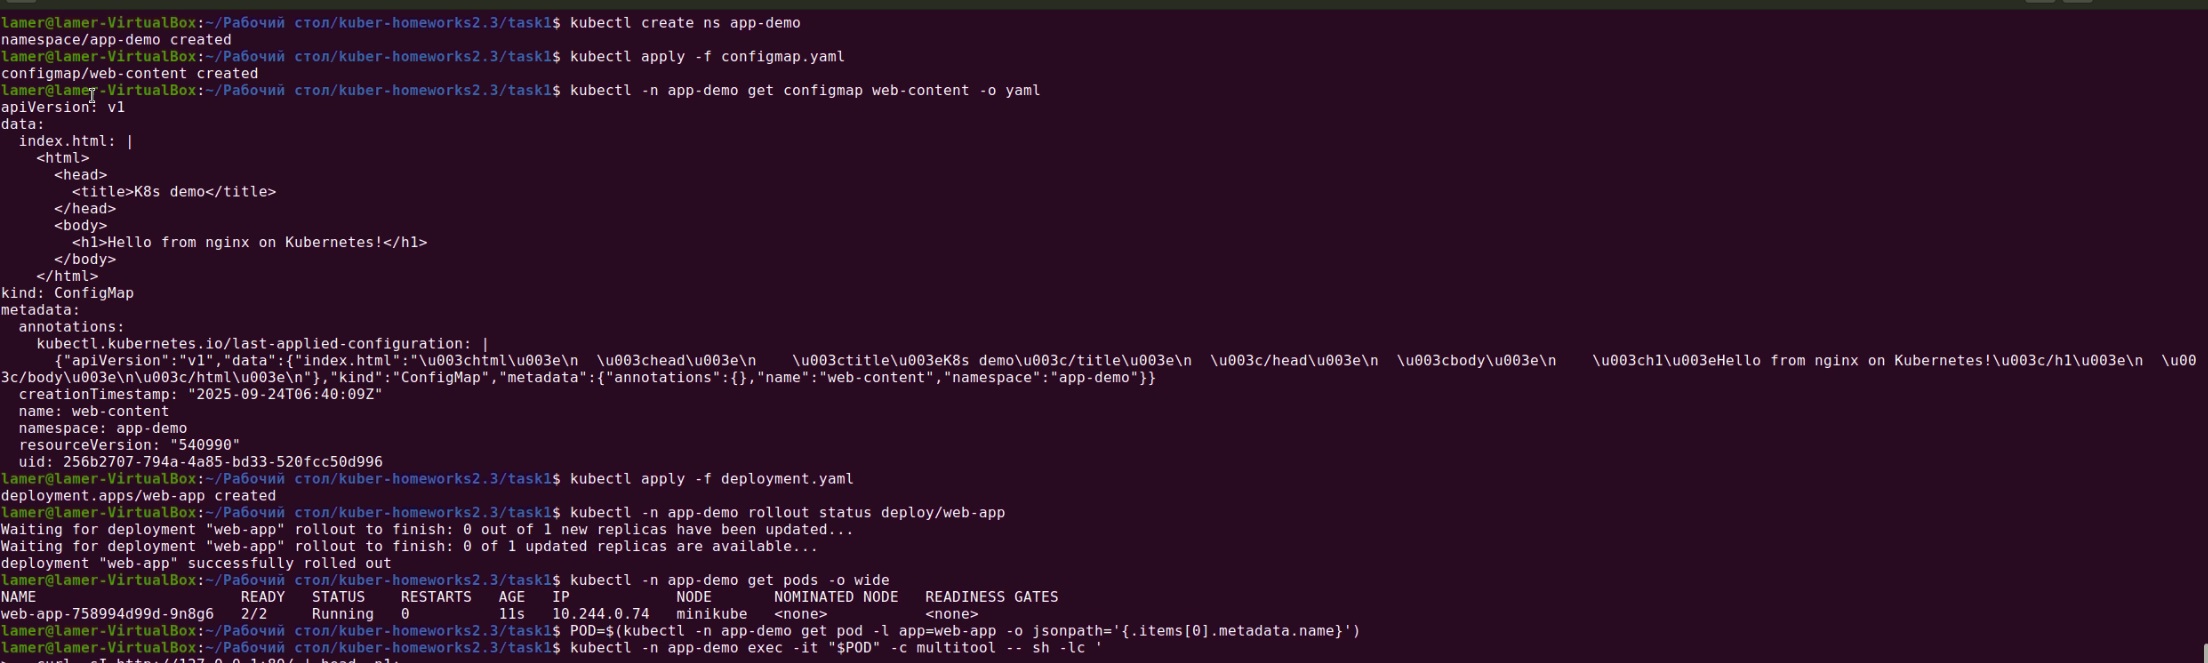 lamer@lamer-VirtualBox:~/Рабочий стол/kuber-homeworks2.3/task1$ kubectl create ns app-demo
namespace/app-demo created
lamer@lamer-VirtualBox:~/Рабочий стол/kuber-homeworks2.3/task1$ kubectl apply -f configmap.yaml
configmap/web-content created
lamer@lamer-VirtualBox:~/Рабочий стол/kuber-homeworks2.3/task1$ kubectl -n app-demo get configmap web-content -o yaml
apiVersion: v1
data:
  index.html: |
    <html>
      <head>
        <title>K8s demo</title>
      </head>
      <body>
        <h1>Hello from nginx on Kubernetes!</h1>
      </body>
    </html>
kind: ConfigMap
metadata:
  annotations:
    kubectl.kubernetes.io/last-applied-configuration: |
      {"apiVersion":"v1","data":{"index.html":"\u003chtml\u003e\n  \u003chead\u003e\n    \u003ctitle\u003eK8s demo\u003c/title\u003e\n  \u003c/head\u003e\n  \u003cbody\u003e\n    \u003ch1\u003eHello from nginx on Kubernetes!\u003c/h1\u003e\n  \u00
3c/body\u003e\n\u003c/html\u003e\n"},"kind":"ConfigMap","metadata":{"annotations":{},"name":"web-content","namespace":"app-demo"}}
  creationTimestamp: "2025-09-24T06:40:09Z"
  name: web-content
  namespace: app-demo
  resourceVersion: "540990"
  uid: 256b2707-794a-4a85-bd33-520fcc50d996
lamer@lamer-VirtualBox:~/Рабочий стол/kuber-homeworks2.3/task1$ kubectl apply -f deployment.yaml
deployment.apps/web-app created
lamer@lamer-VirtualBox:~/Рабочий стол/kuber-homeworks2.3/task1$ kubectl -n app-demo rollout status deploy/web-app
Waiting for deployment "web-app" rollout to finish: 0 out of 1 new replicas have been updated...
Waiting for deployment "web-app" rollout to finish: 0 of 1 updated replicas are available...
deployment "web-app" successfully rolled out
lamer@lamer-VirtualBox:~/Рабочий стол/kuber-homeworks2.3/task1$ kubectl -n app-demo get pods -o wide
NAME                       READY   STATUS    RESTARTS   AGE   IP            NODE       NOMINATED NODE   READINESS GATES
web-app-758994d99d-9n8g6   2/2     Running   0          11s   10.244.0.74   minikube   <none>           <none>
lamer@lamer-VirtualBox:~/Рабочий стол/kuber-homeworks2.3/task1$ POD=$(kubectl -n app-demo get pod -l app=web-app -o jsonpath='{.items[0].metadata.name}')
lamer@lamer-VirtualBox:~/Рабочий стол/kuber-homeworks2.3/task1$ kubectl -n app-demo exec -it "$POD" -c multitool -- sh -lc '